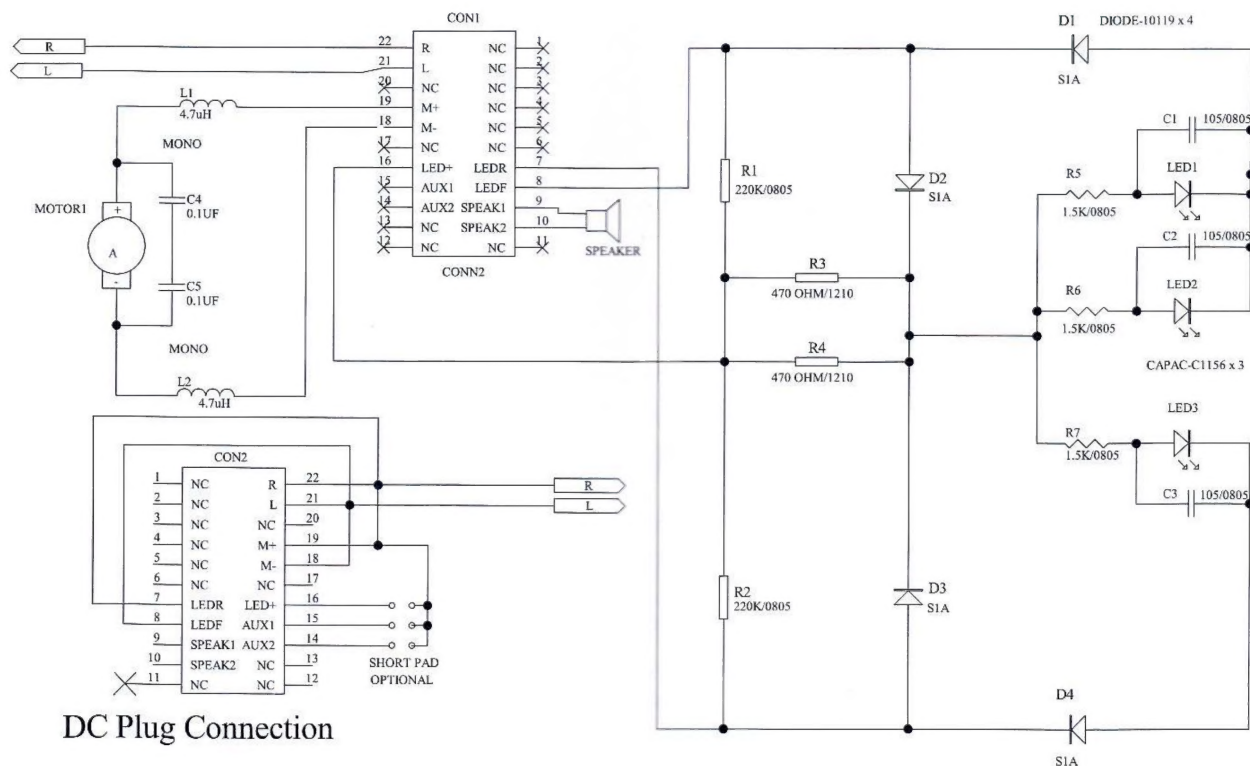 CON1
R
L
22 R NC 1
21 L NC 2
20 NC NC 3
19 M+ NC 4
18 M- NC 5
17 NC NC 6
16 LED+ LEDR 7
15 AUX1 LEDF 8
14 AUX2 SPEAK1 9
13 NC SPEAK2 10
12 NC NC 11
CONN2
SPEAKER
L1
4.7uH
MONO
C4
0.1UF
MOTOR1
+
A
-
C5
0.1UF
MONO
L2
4.7uH
D1 DIODE-10119 x 4
S1A
R1
220K/0805
D2
S1A
R3
470 OHM/1210
R4
470 OHM/1210
R2
220K/0805
D3
S1A
D4
S1A
C1 105/0805
R5 LED1
1.5K/0805
C2 105/0805
R6 LED2
1.5K/0805
CAPAC-C1156 x 3
LED3
R7
1.5K/0805
C3 105/0805
CON2
1 NC R 22
2 NC L 21
3 NC NC 20
4 NC M+ 19
5 NC M- 18
6 NC NC 17
7 LEDR LED+ 16
8 LEDF AUX1 15
9 SPEAK1 AUX2 14
10 SPEAK2 NC 13
11 NC NC 12
R
L
SHORT PAD
OPTIONAL
DC Plug Connection